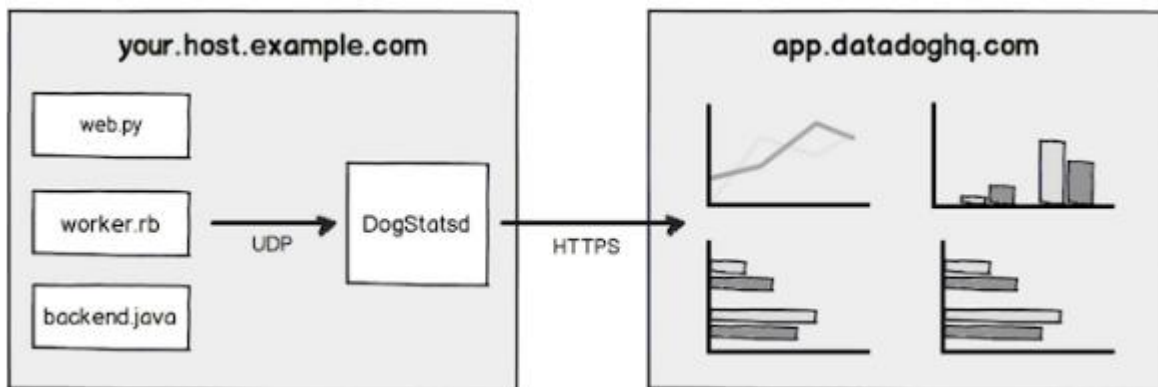 your.host.example.com
web.py
worker.rb
backend.java
UDP
DogStatsd
HTTPS
app.datadoghq.com